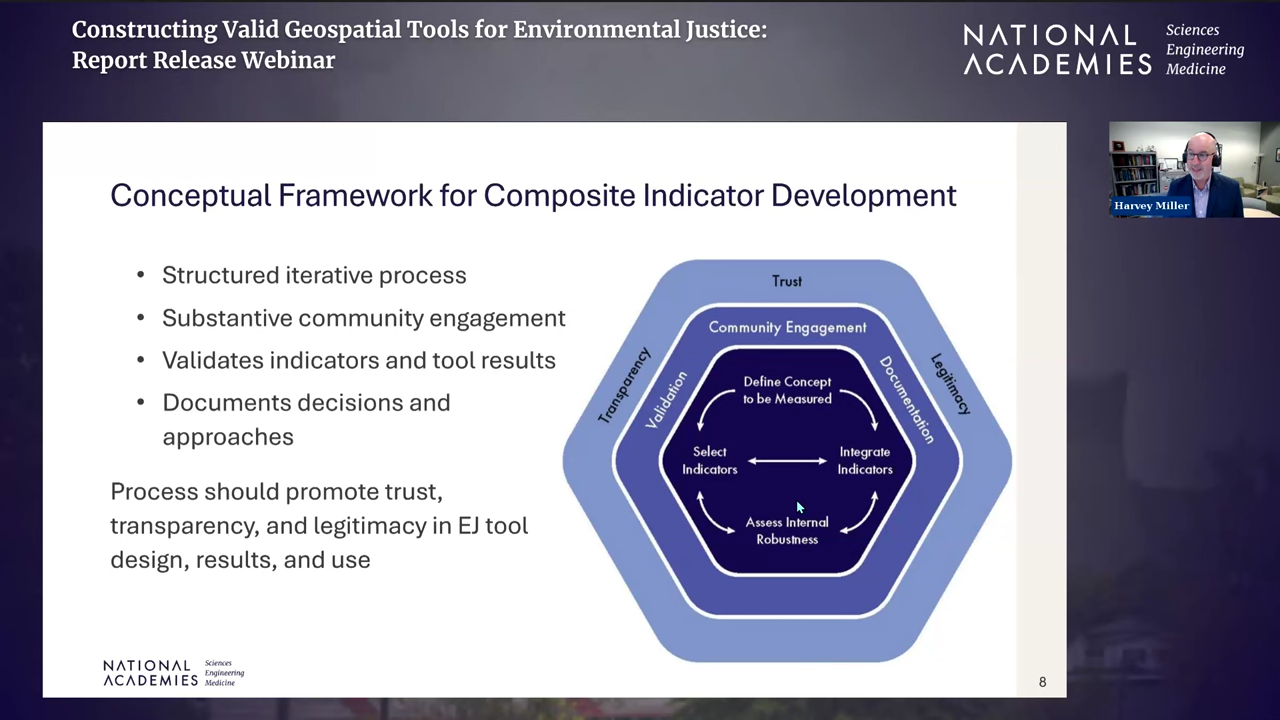 Constructing Valid Geospatial Tools for Environmental Justice:
Report Release Webinar
NATIONAL
ACADEMIES
Sciences
Engineering
Medicine
Harvey Miller
Conceptual Framework for Composite Indicator Development
• Structured iterative process
• Substantive community engagement
• Validates indicators and tool results
• Documents decisions and
approaches
Process should promote trust,
transparency, and legitimacy in EJ tool
design, results, and use
Trust
Transparency
Legitimacy
Community Engagement
Validation
Documentation
Define Concept
to be Measured
Select
Indicators
Integrate
Indicators
Assess Internal
Robustness
NATIONAL
ACADEMIES
Sciences
Engineering
Medicine
8